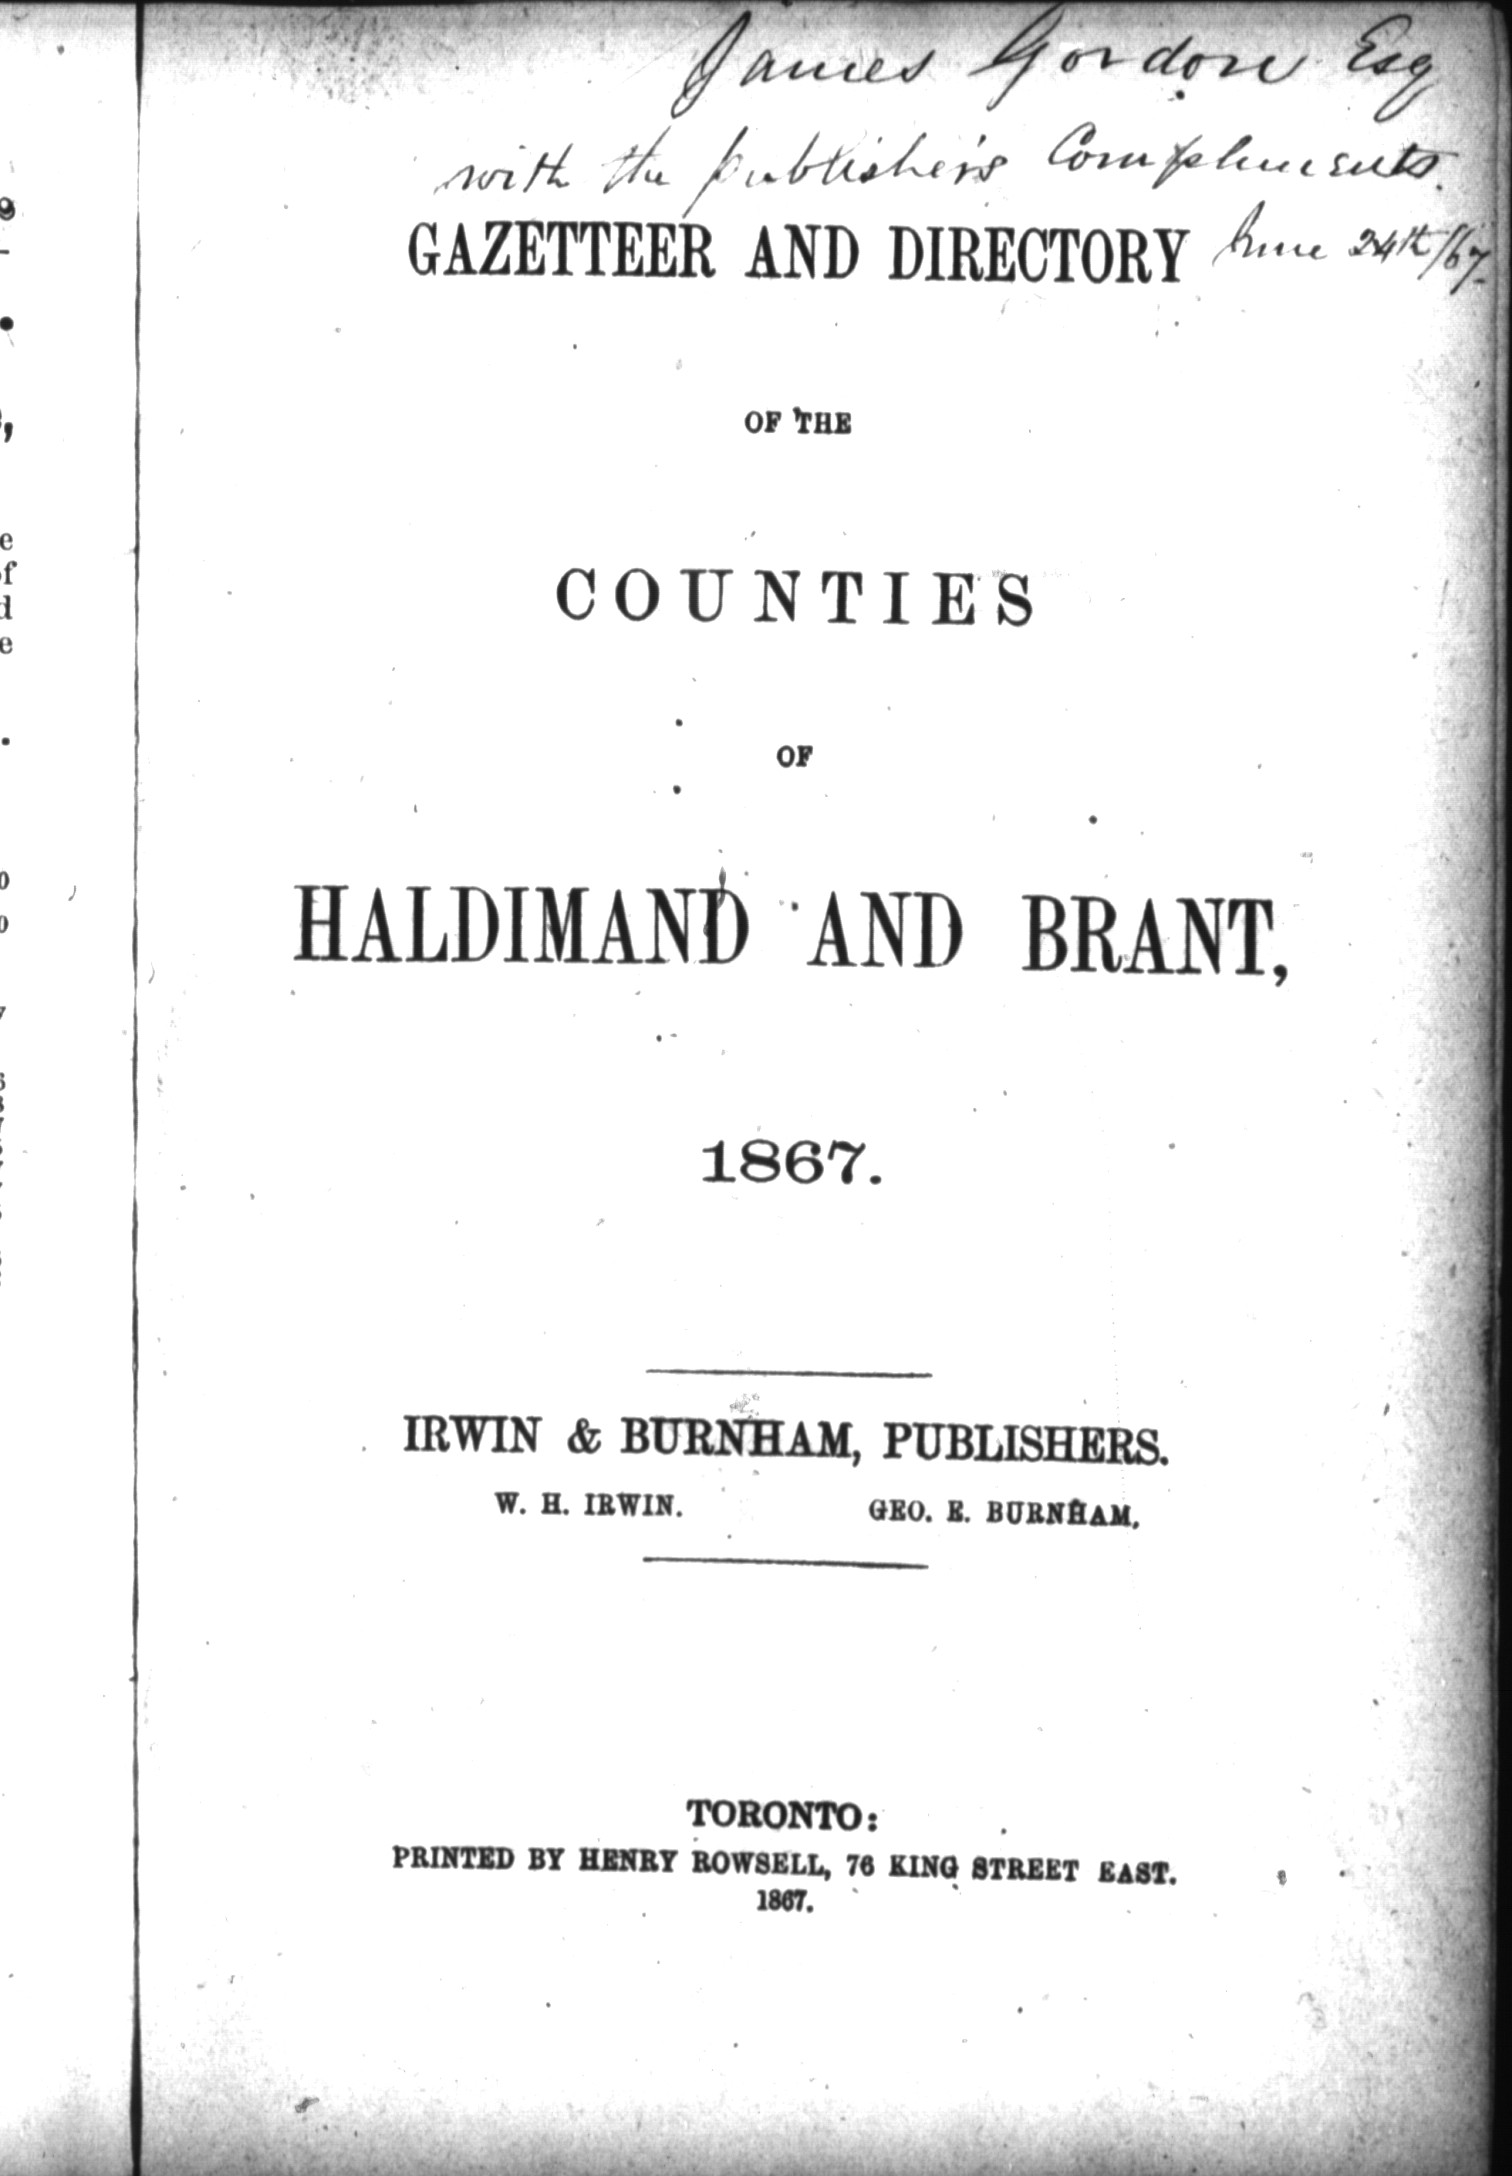 James Gordon Esq
with the publisher's Compliments.
June 24th/67.
GAZETTEER AND DIRECTORY
OF THE
COUNTIES
OF
HALDIMAND AND BRANT,
1867.
IRWIN & BURNHAM, PUBLISHERS.
W. H. IRWIN. GEO. E. BURNHAM.
TORONTO:
PRINTED BY HENRY ROWSELL, 76 KING STREET EAST.
1867.